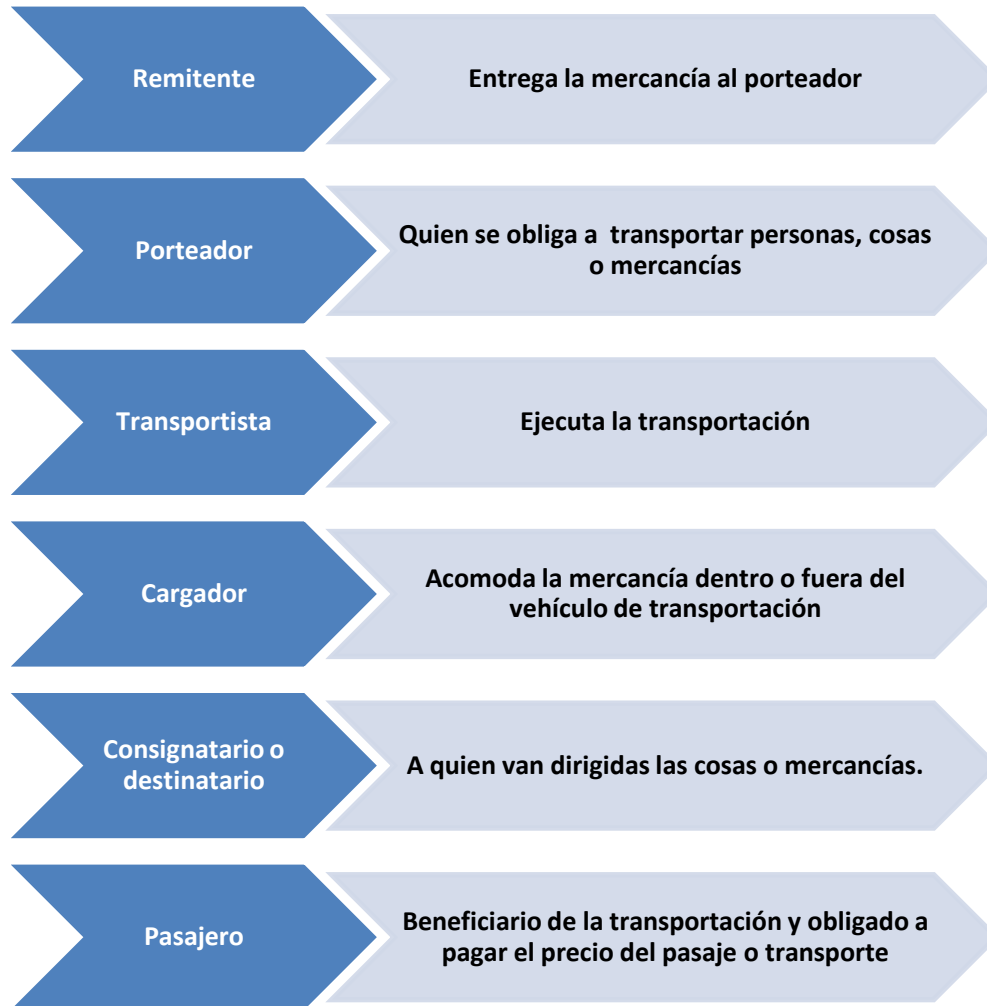 Remitente
Entrega la mercancía al porteador
Porteador
Quien se obliga a  transportar personas, cosas
o mercancías
Transportista
Ejecuta la transportación
Cargador
Acomoda la mercancía dentro o fuera del
vehículo de transportación
Consignatario o
destinatario
A quien van dirigidas las cosas o mercancías.
Pasajero
Beneficiario de la transportación y obligado a
pagar el precio del pasaje o transporte